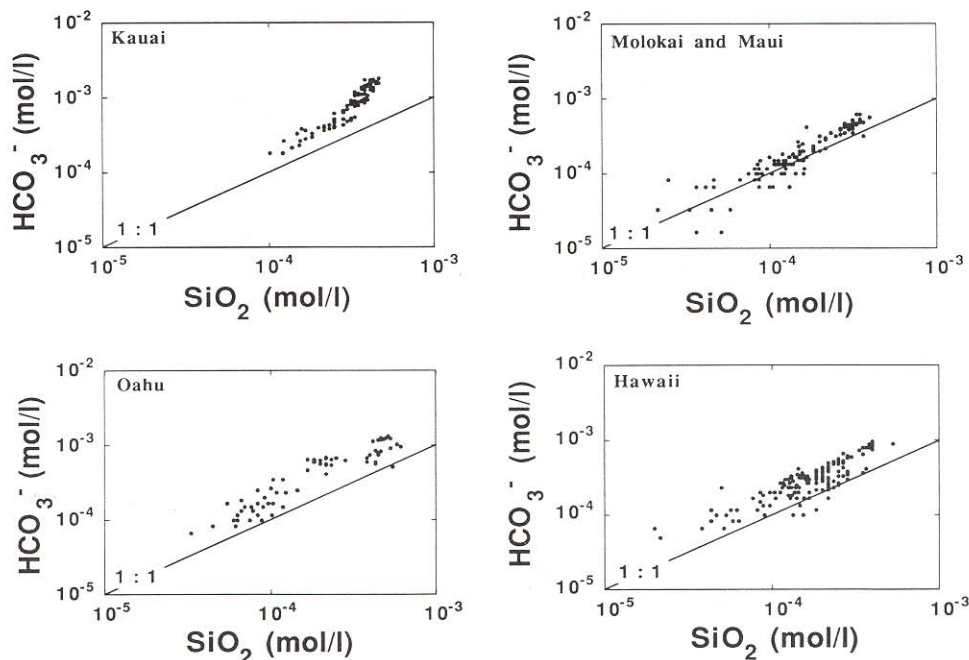 Kauai
10⁻²
10⁻³
10⁻⁴
10⁻⁵
HCO₃⁻ (mol/l)
1 : 1
10⁻⁵
10⁻⁴
10⁻³
SiO₂ (mol/l)
Molokai and Maui
10⁻²
10⁻³
10⁻⁴
10⁻⁵
HCO₃⁻ (mol/l)
1 : 1
10⁻⁵
10⁻⁴
10⁻³
SiO₂ (mol/l)
Oahu
10⁻²
10⁻³
10⁻⁴
10⁻⁵
HCO₃⁻ (mol/l)
1 : 1
10⁻⁵
10⁻⁴
10⁻³
SiO₂ (mol/l)
Hawaii
10⁻²
10⁻³
10⁻⁴
10⁻⁵
HCO₃⁻ (mol/l)
1 : 1
10⁻⁵
10⁻⁴
10⁻³
SiO₂ (mol/l)